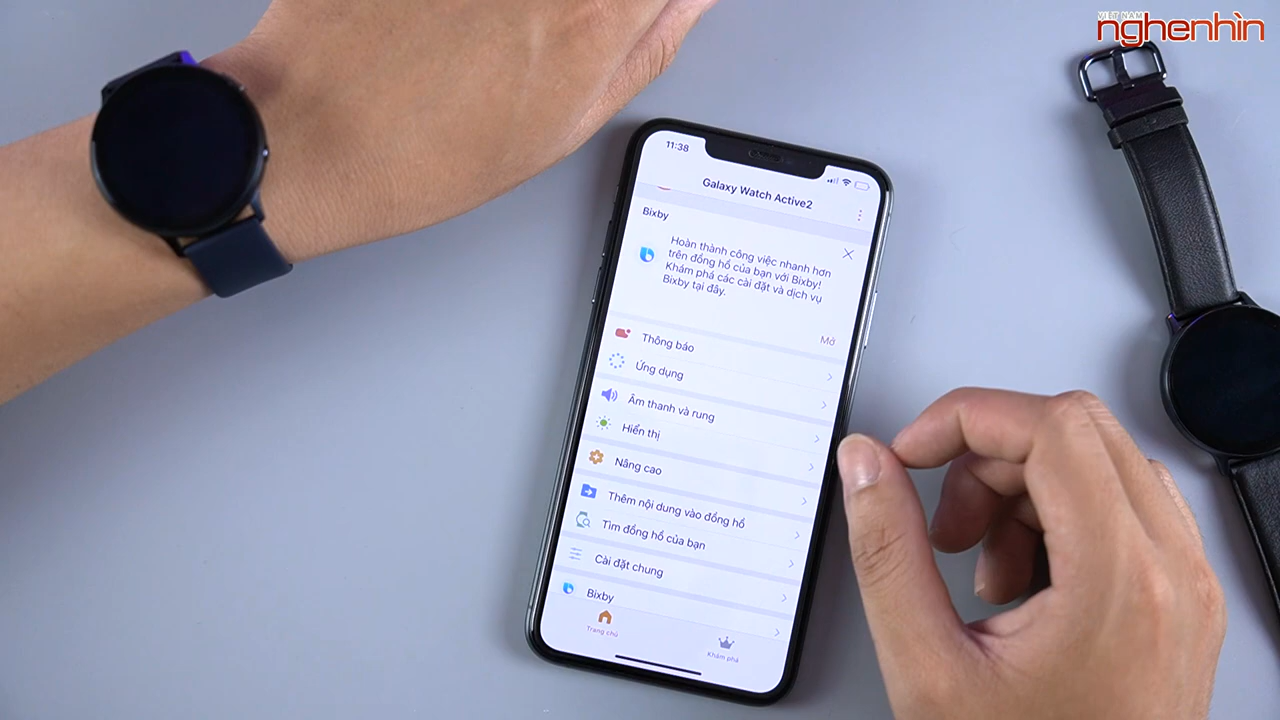 VIỆT NAM
nghenhìn
11:38
Galaxy Watch Active2
Bixby
Hoàn thành công việc nhanh hơn
trên đồng hồ của bạn với Bixby!
Khám phá các cài đặt và dịch vụ
Bixby tại đây.
Mở
Thông báo
Ứng dụng
Âm thanh và rung
Hiển thị
Nâng cao
Thêm nội dung vào đồng hồ
Tìm đồng hồ của bạn
Cài đặt chung
Bixby
Trang chủ
Khám phá